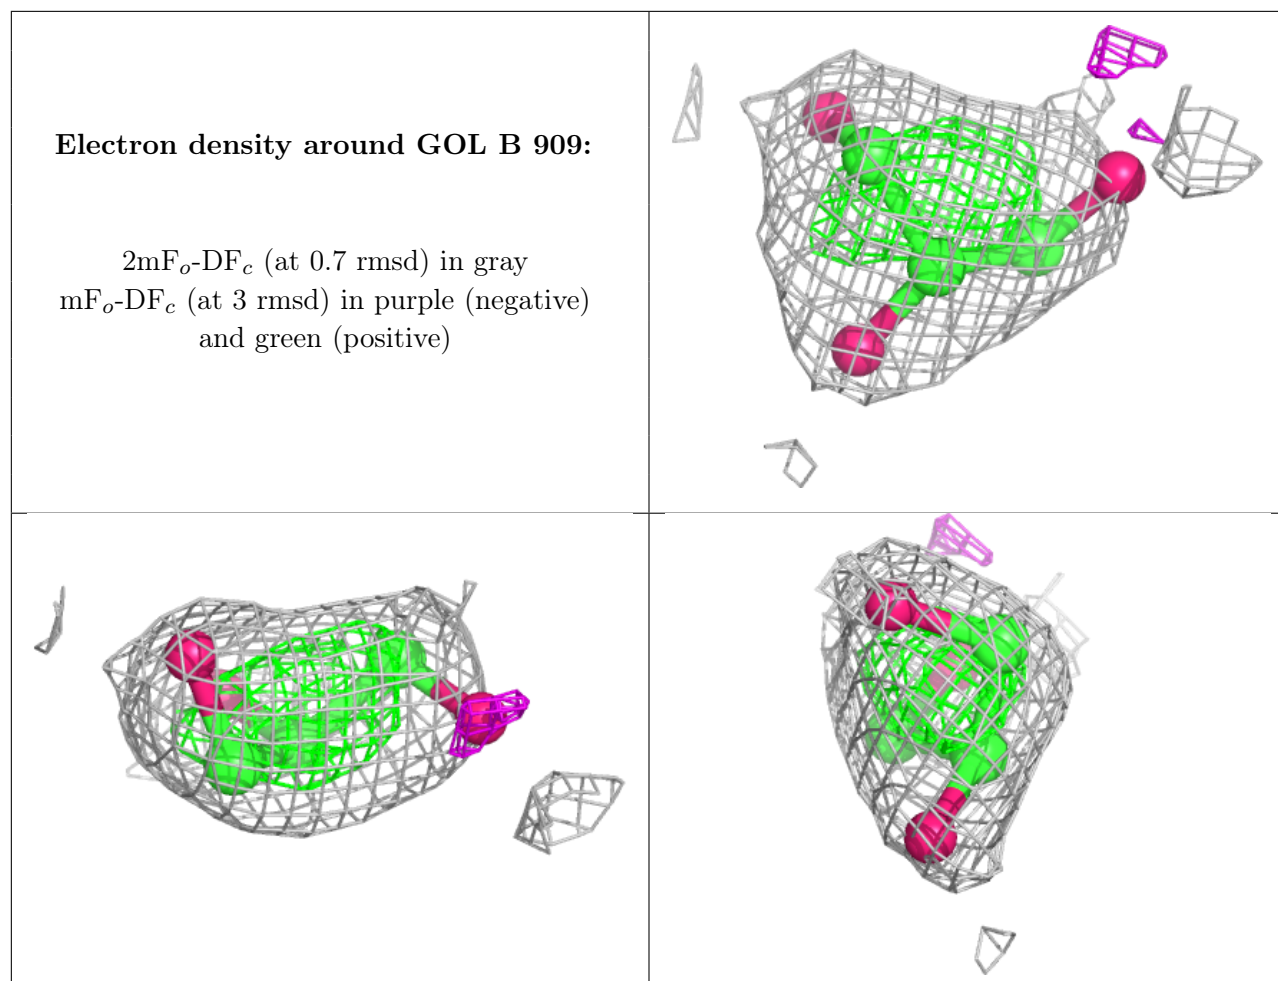 Electron density around GOL B 909:
2mFo-DFc (at 0.7 rmsd) in gray
mFo-DFc (at 3 rmsd) in purple (negative)
and green (positive)